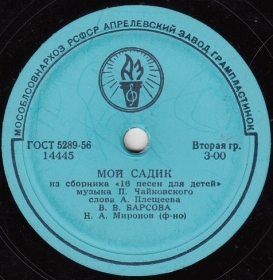 МОСОБЛСОВНАРХОЗ РСФСР АПРЕЛЕВСКИЙ ЗАВОД ГРАМПЛАСТИНОК
АЗ
ГОСТ 5289-56
14445
Вторая гр.
3-00
МОЙ САДИК
из сборника «16 песен для детей»
музыка П. Чайковского
слова А. Плещеева
В. В. БАРСОВА
Н. А. Миронов (ф-но)